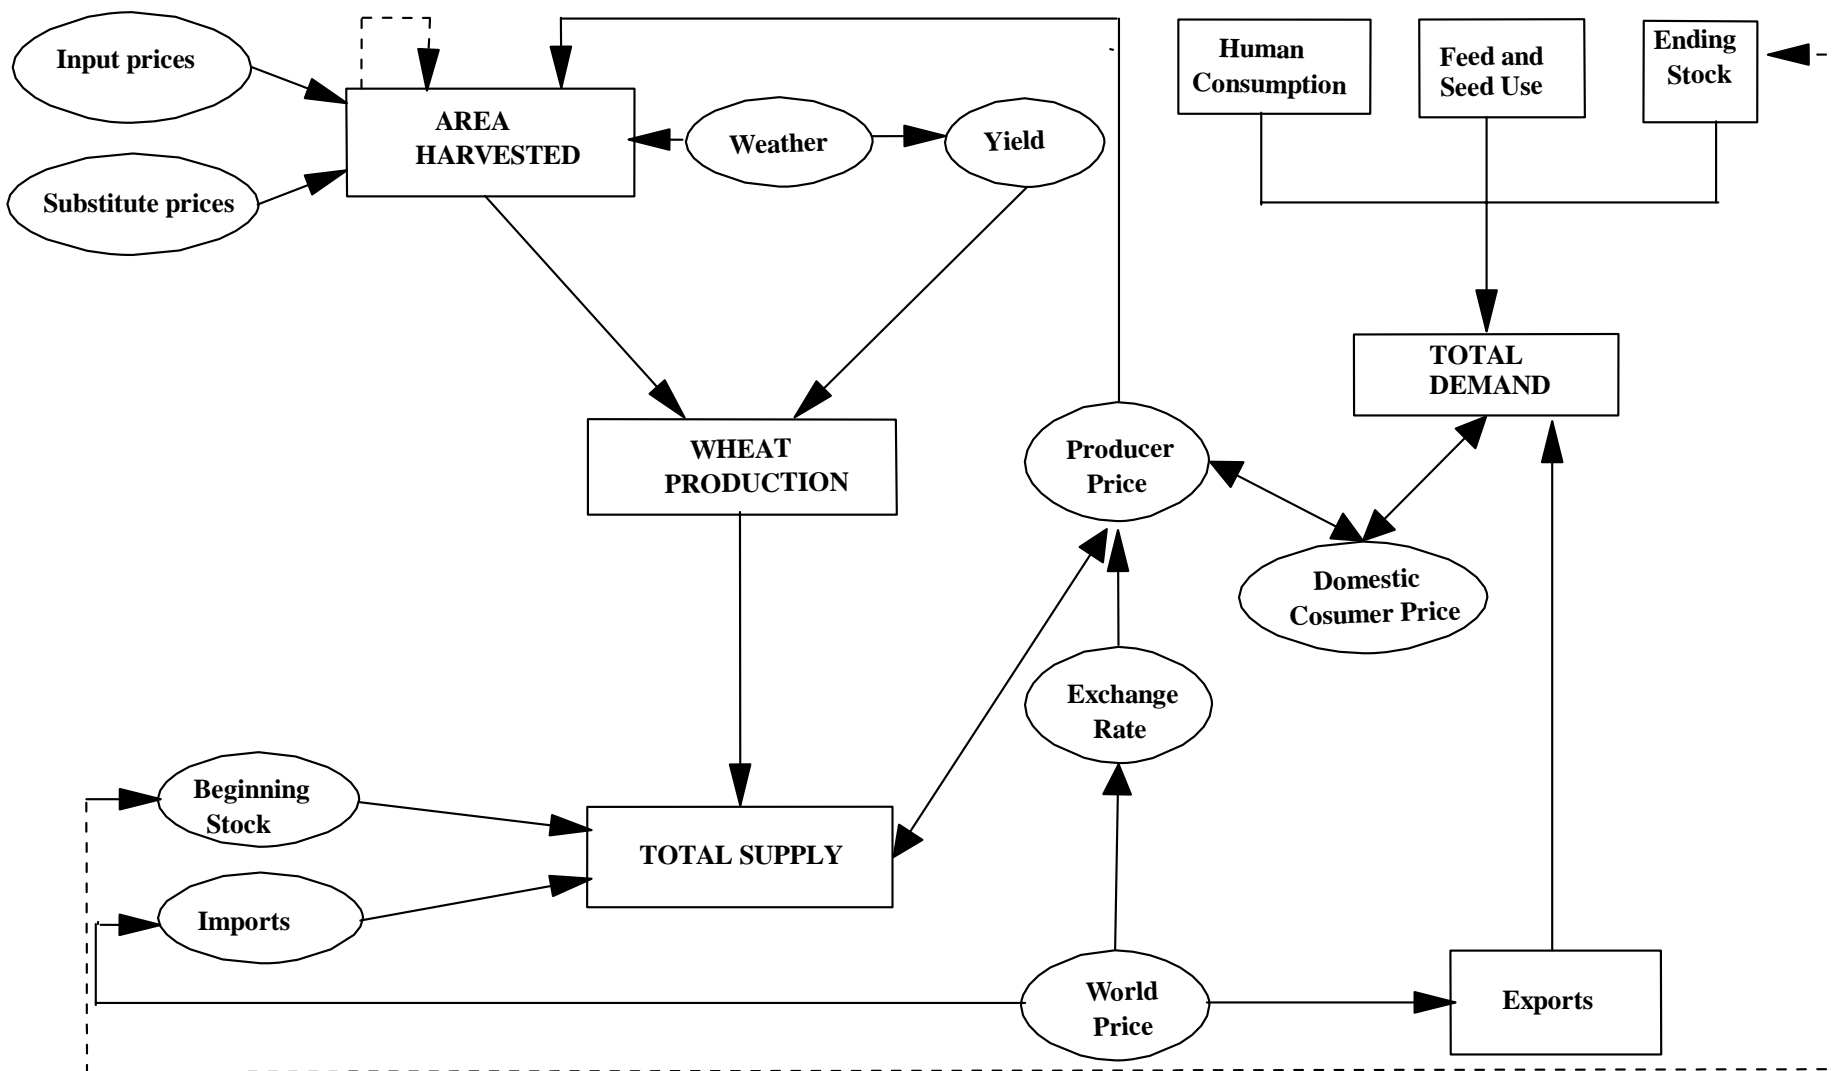 Input prices
Substitute prices
AREA
HARVESTED
Weather
Yield
Human
Consumption
Feed and
Seed Use
Ending
Stock
TOTAL
DEMAND
WHEAT
PRODUCTION
Producer
Price
Domestic
Cosumer Price
Exchange
Rate
Beginning
Stock
TOTAL SUPPLY
Imports
World
Price
Exports